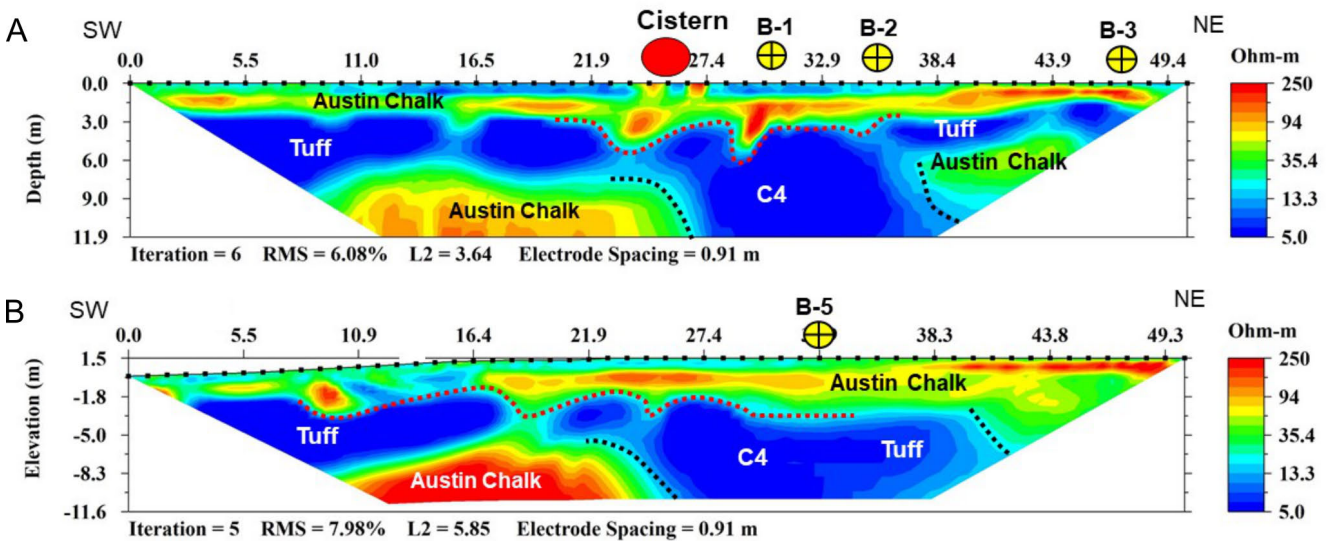 A
SW
Cistern
B-1
B-2
B-3
NE
0.0 5.5 11.0 16.5 21.9 27.4 32.9 38.4 43.9 49.4
Ohm-m
Depth (m)
0.0
3.0
6.0
9.0
11.9
Austin Chalk
Tuff
Tuff
Austin Chalk
C4
Austin Chalk
250
94
35.4
13.3
5.0
Iteration = 6 RMS = 6.08% L2 = 3.64 Electrode Spacing = 0.91 m
B
SW
B-5
NE
0.0 5.5 10.9 16.4 21.9 27.4 38.3 43.8 49.3
Ohm-m
Elevation (m)
1.5
-1.8
-5.0
-8.3
-11.6
Austin Chalk
Tuff
C4
Tuff
Austin Chalk
250
94
35.4
13.3
5.0
Iteration = 5 RMS = 7.98% L2 = 5.85 Electrode Spacing = 0.91 m